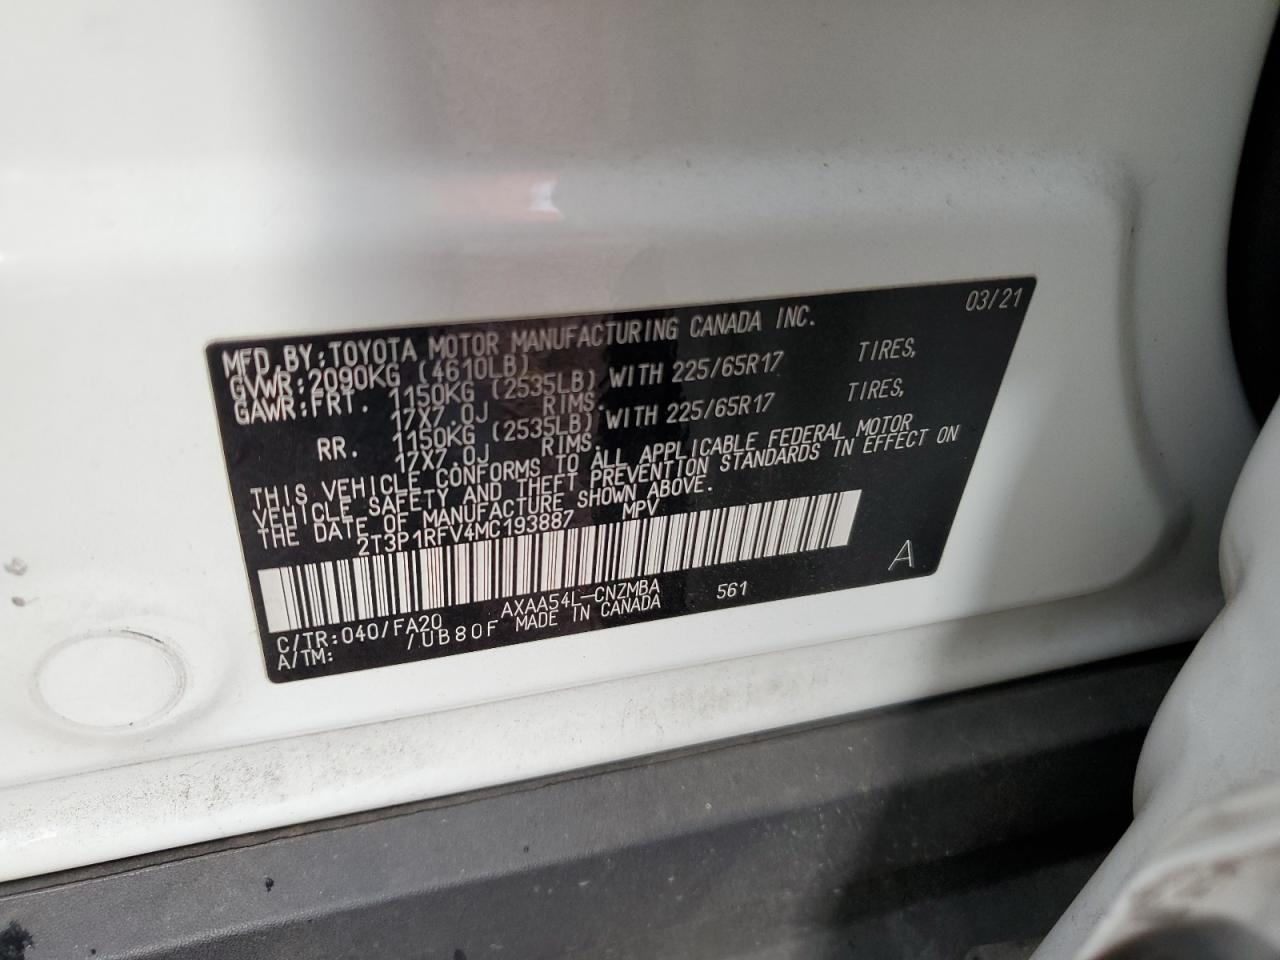 03/21
MFD.BY:TOYOTA MOTOR MANUFACTURING CANADA INC.
GVWR:2090KG (4610LB)
GAWR:FRT. 1150KG (2535LB) WITH 225/65R17 TIRES,
17X7.0J RIMS.
RR. 1150KG (2535LB) WITH 225/65R17 TIRES,
17X7.0J RIMS.
THIS VEHICLE CONFORMS TO ALL APPLICABLE FEDERAL MOTOR
VEHICLE SAFETY AND THEFT PREVENTION STANDARDS IN EFFECT ON
THE DATE OF MANUFACTURE SHOWN ABOVE.
2T3P1RFV4MC193887 MPV
C/TR:040/FA20 AXAA54L-CNZMBA 561 A
A/TM: /UB80F MADE IN CANADA